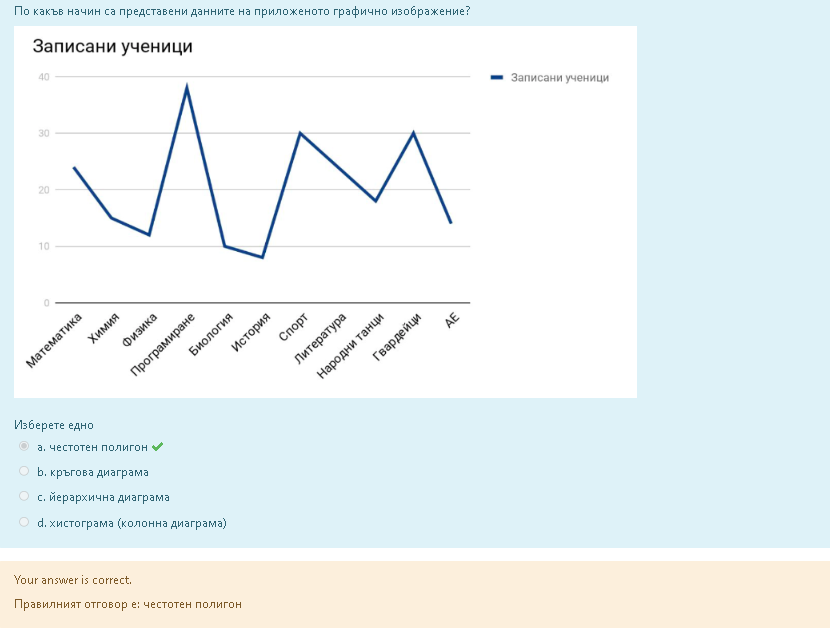 По какъв начин са представени данните на приложеното графично изображение?
Записани ученици
40
30
20
10
0
Записани ученици
Математика
Химия
Физика
Програмиране
Биология
История
Спорт
Литература
Народни танци
Гвардейци
АЕ
Изберете едно
a. честотен полигон
b. кръгова диаграма
c. йерархична диаграма
d. хистограма (колонна диаграма)
Your answer is correct.
Правилният отговор е: честотен полигон